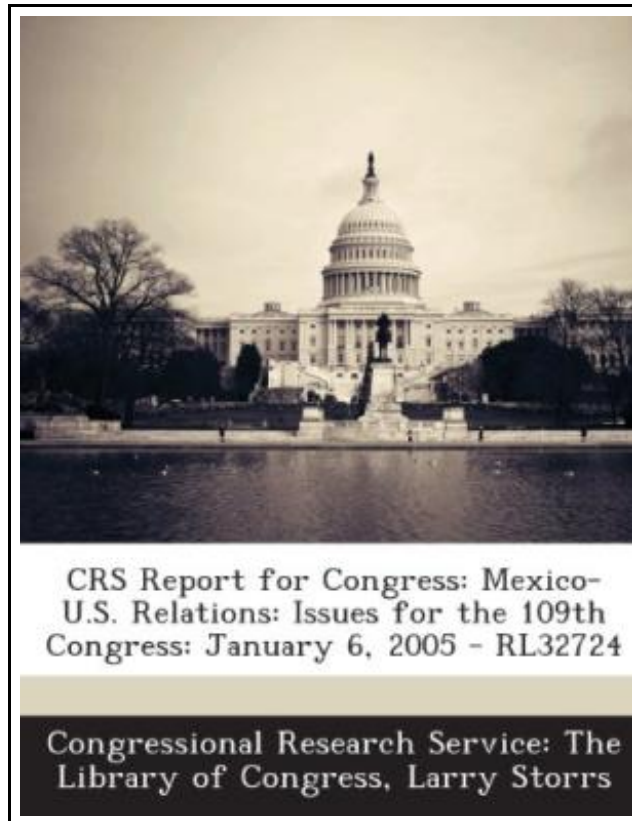 CRS Report for Congress: Mexico-
U.S. Relations: Issues for the 109th
Congress: January 6, 2005 - RL32724
Congressional Research Service: The
Library of Congress, Larry Storrs